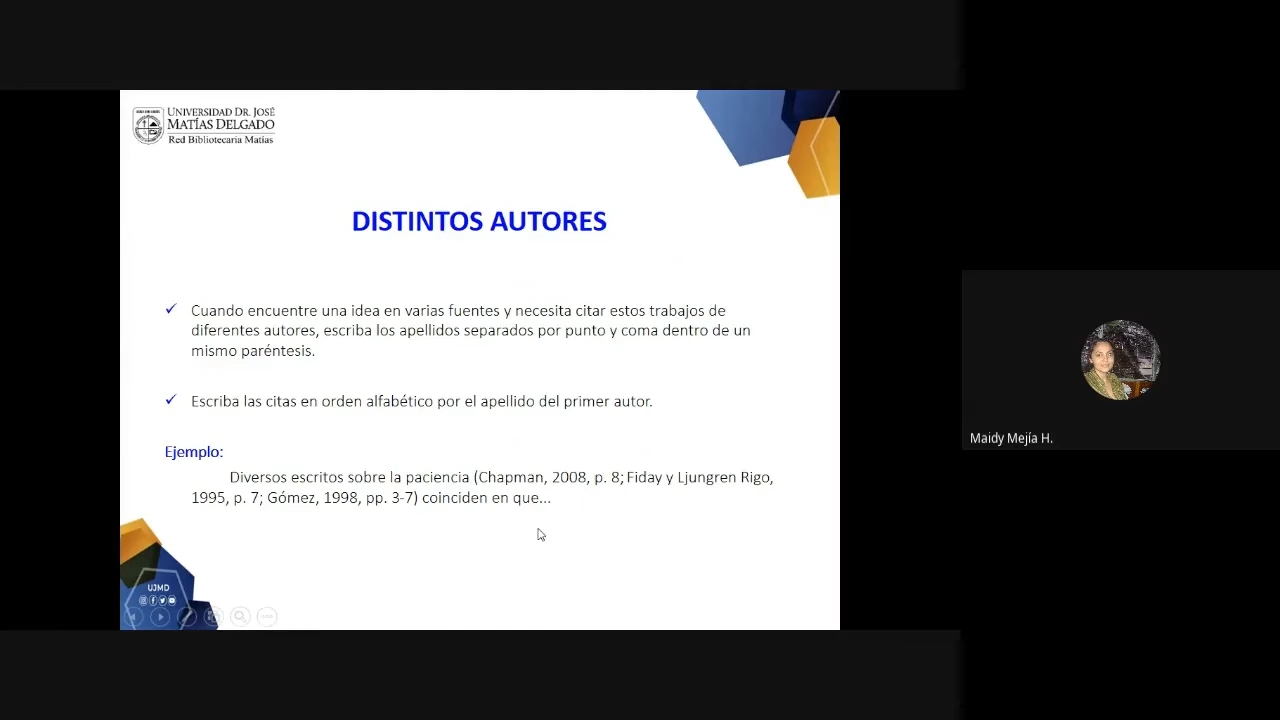 UNIVERSIDAD DR. JOSÉ
MATÍAS DELGADO
Red Bibliotecaria Matías
DISTINTOS AUTORES
✓ Cuando encuentre una idea en varias fuentes y necesita citar estos trabajos de
diferentes autores, escriba los apellidos separados por punto y coma dentro de un
mismo paréntesis.
✓ Escriba las citas en orden alfabético por el apellido del primer autor.
Ejemplo:
Diversos escritos sobre la paciencia (Chapman, 2008, p. 8; Fiday y Ljungren Rigo,
1995, p. 7; Gómez, 1998, pp. 3-7) coinciden en que...
UJMD
Maidy Mejía H.